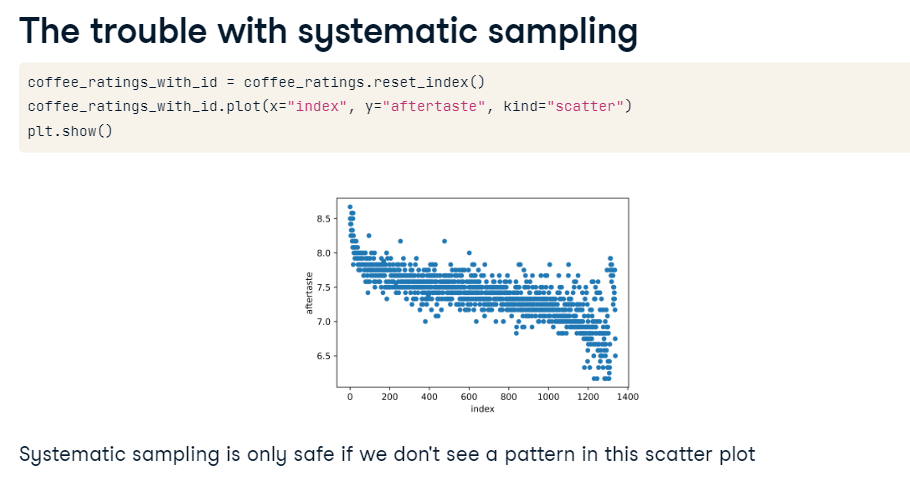 The trouble with systematic sampling
coffee_ratings_with_id = coffee_ratings.reset_index()
coffee_ratings_with_id.plot(x="index", y="aftertaste", kind="scatter")
plt.show()
8.5
8.0
7.5
7.0
6.5
aftertaste
0 200 400 600 800 1000 1200 1400
index
Systematic sampling is only safe if we don't see a pattern in this scatter plot